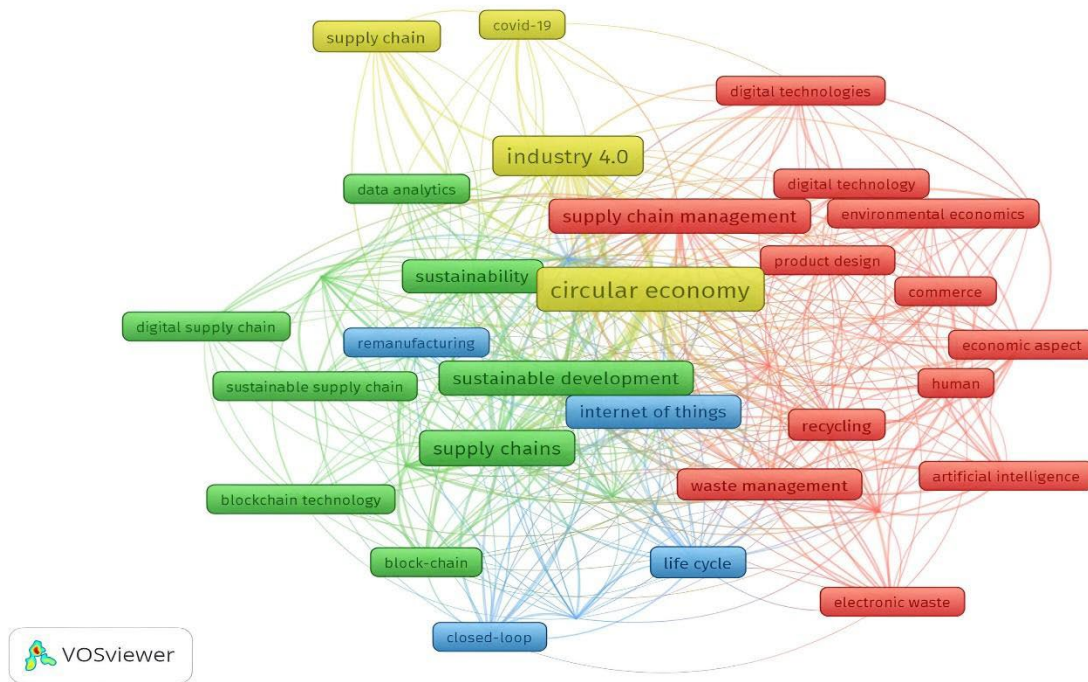 supply chain
covid-19
digital technologies
industry 4.0
data analytics
digital technology
supply chain management
environmental economics
product design
sustainability
circular economy
commerce
digital supply chain
remanufacturing
economic aspect
sustainable supply chain
sustainable development
human
internet of things
recycling
supply chains
artificial intelligence
waste management
blockchain technology
block-chain
life cycle
electronic waste
closed-loop
VOSviewer